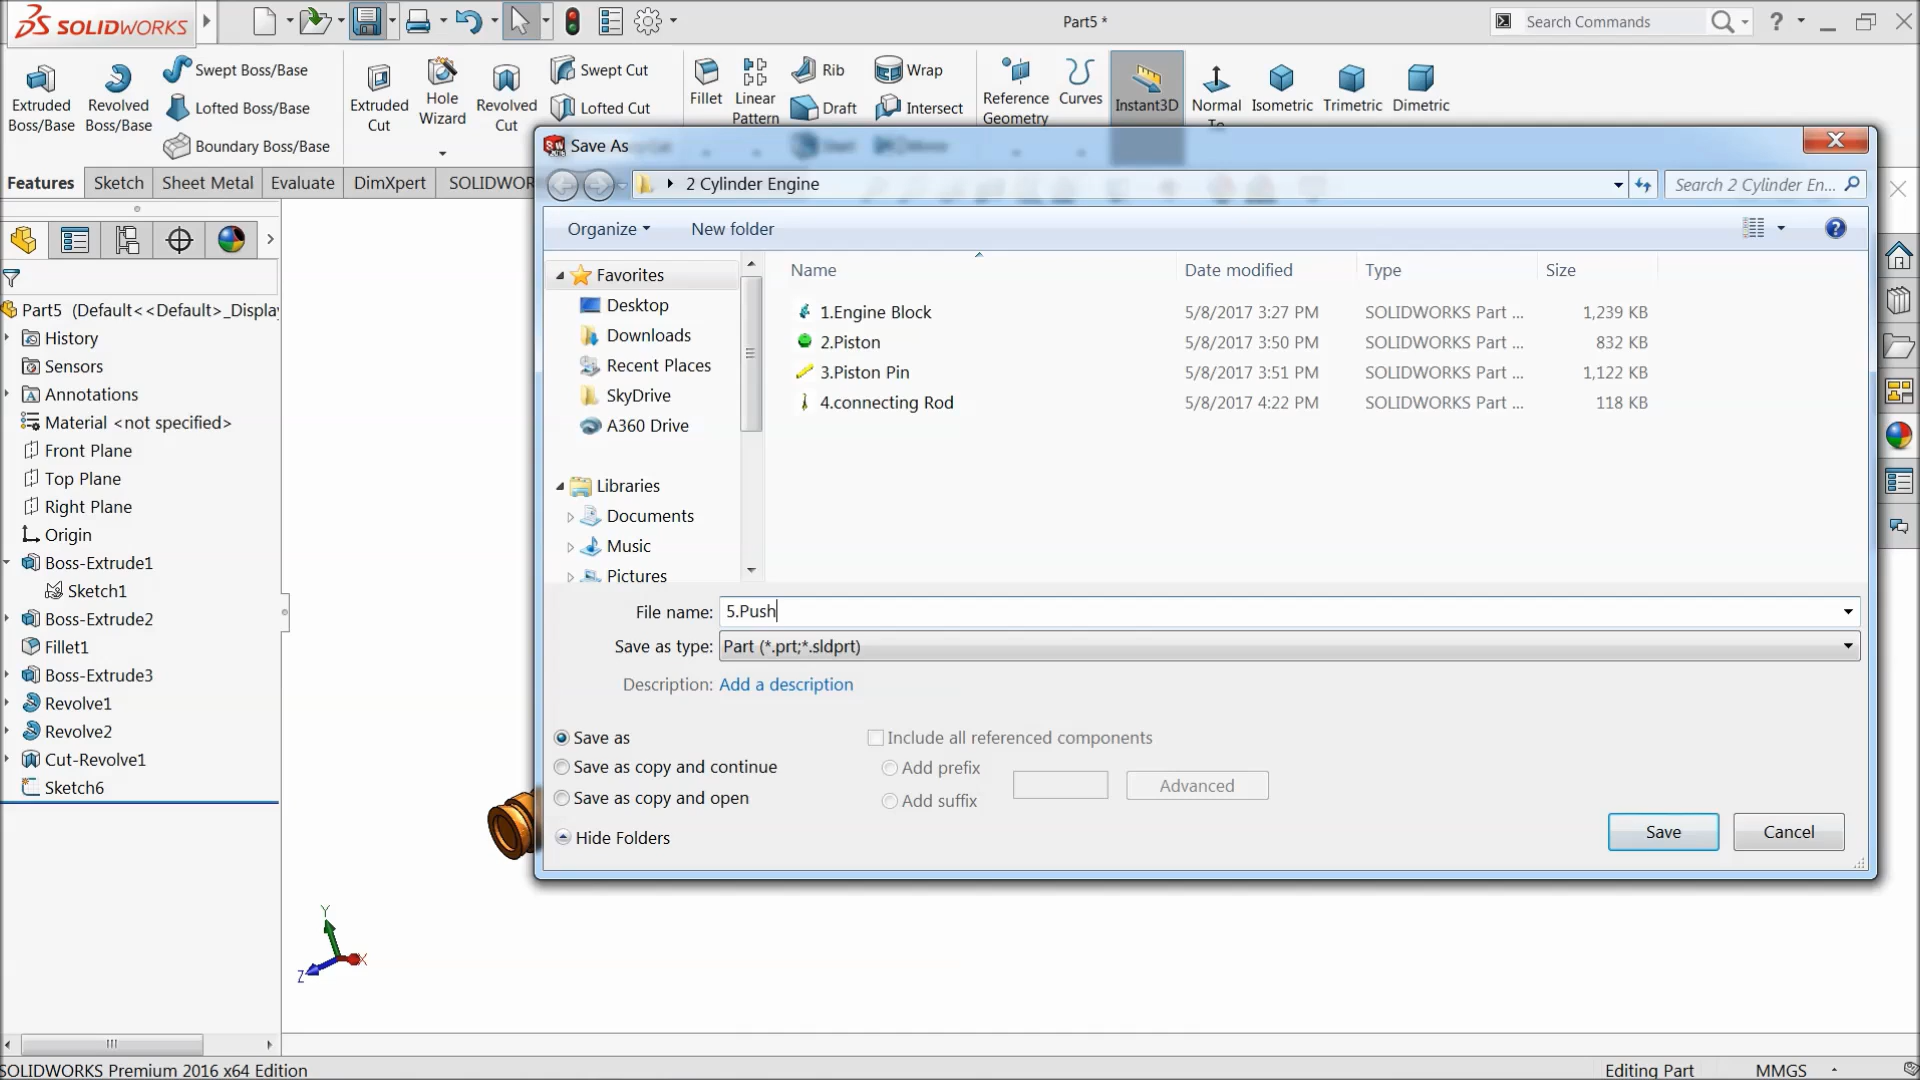 SOLIDWORKS
Part5 *
Search Commands
Extruded Boss/Base
Revolved Boss/Base
Swept Boss/Base
Lofted Boss/Base
Boundary Boss/Base
Extruded Cut
Hole Wizard
Revolved Cut
Swept Cut
Lofted Cut
Fillet
Linear Pattern
Rib
Draft
Wrap
Intersect
Reference Geometry
Curves
Instant3D
Normal To
Isometric
Trimetric
Dimetric
Features
Sketch
Sheet Metal
Evaluate
DimXpert
SOLIDWOR
Part5 (Default<<Default>_Displa
History
Sensors
Annotations
Material <not specified>
Front Plane
Top Plane
Right Plane
Origin
Boss-Extrude1
Sketch1
Boss-Extrude2
Fillet1
Boss-Extrude3
Revolve1
Revolve2
Cut-Revolve1
Sketch6
Save As
2 Cylinder Engine
Search 2 Cylinder En...
Organize
New folder
Favorites
Desktop
Downloads
Recent Places
SkyDrive
A360 Drive
Libraries
Documents
Music
Pictures
Name Date modified Type Size
1.Engine Block 5/8/2017 3:27 PM SOLIDWORKS Part ... 1,239 KB
2.Piston 5/8/2017 3:50 PM SOLIDWORKS Part ... 832 KB
3.Piston Pin 5/8/2017 3:51 PM SOLIDWORKS Part ... 1,122 KB
4.connecting Rod 5/8/2017 4:22 PM SOLIDWORKS Part ... 118 KB
File name: 5.Push
Save as type: Part (*.prt;*.sldprt)
Description: Add a description
Save as
Save as copy and continue
Save as copy and open
Include all referenced components
Add prefix
Add suffix
Advanced
Hide Folders
Save
Cancel
Y
X
Z
SOLIDWORKS Premium 2016 x64 Edition
Editing Part
MMGS